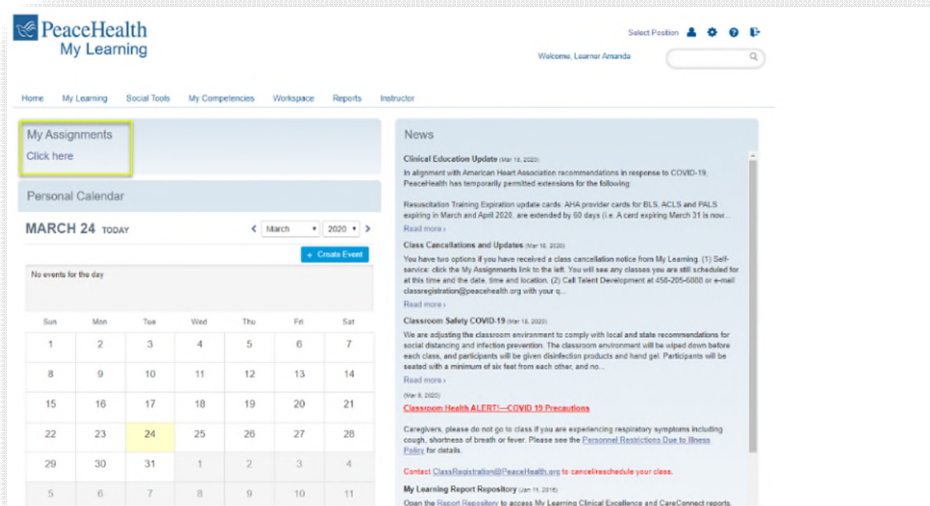 PeaceHealth
My Learning
Select Position
Welcome, Learner Amanda
Home My Learning Social Tools My Competencies Workspace Reports Instructor
My Assignments
Click here
Personal Calendar
MARCH 24 TODAY
< March 2020 >
+ Create Event
No events for the day
Sun Mon Tue Wed Thu Fri Sat
1 2 3 4 5 6 7
8 9 10 11 12 13 14
15 16 17 18 19 20 21
22 23 24 25 26 27 28
29 30 31 1 2 3 4
5 6 7 8 9 10 11
News
Clinical Education Update (Mar 18, 2020)
In alignment with American Heart Association recommendations in response to COVID-19,
PeaceHealth has temporarily permitted extensions for the following:
Resuscitation Training Expiration update cards: AHA provider cards for BLS, ACLS and PALS
expiring in March and April 2020, are extended by 60 days (i.e. A card expiring March 31 is now...
Read more ›
Class Cancellations and Updates (Mar 18, 2020)
You have two options if you have received a class cancellation notice from My Learning. (1) Self-
service: click the My Assignments link to the left. You will see any classes you are still scheduled for
at this time and the date, time and location. (2) Call Talent Development at 458-205-6888 or e-mail
classregistration@peacehealth.org with your q...
Read more ›
Classroom Safety COVID-19 (Mar 18, 2020)
We are adjusting the classroom environment to comply with local and state recommendations for
social distancing and infection prevention. The classroom environment will be wiped down before
each class, and participants will be given disinfection products and hand gel. Participants will be
seated with a minimum of six feet from each other, and no...
Read more ›
(Mar 8, 2020)
Classroom Health ALERT!—COVID 19 Precautions
Caregivers, please do not go to class if you are experiencing respiratory symptoms including
cough, shortness of breath or fever. Please see the Personnel Restrictions Due to Illness
Policy for details.
Contact ClassRegistration@PeaceHealth.org to cancel/reschedule your class.
My Learning Report Repository (Jan 11, 2016)
Open the Report Repository to access My Learning Clinical Excellence and CareConnect reports.